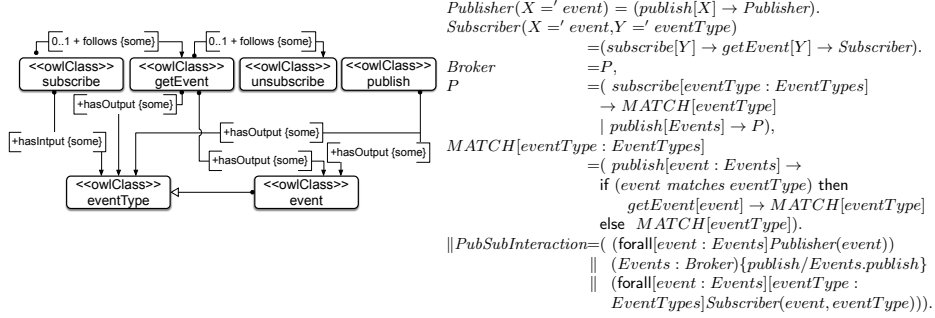 0..1 + follows {some}
0..1 + follows {some}
<<owlClass>>
subscribe
<<owlClass>>
getEvent
<<owlClass>>
unsubscribe
<<owlClass>>
publish
+hasOutput {some}
+hasIntput {some}
+hasOutput {some}
+hasOutput {some}
+hasOutput {some}
<<owlClass>>
eventType
<<owlClass>>
event
Publisher(X =' event) = (publish[X] → Publisher).
Subscriber(X =' event,Y =' eventType)
=(subscribe[Y] → getEvent[Y] → Subscriber).
Broker =P,
P =( subscribe[eventType : EventTypes]
→ MATCH[eventType]
| publish[Events] → P),
MATCH[eventType : EventTypes]
=( publish[event : Events] →
if (event matches eventType) then
getEvent[event] → MATCH[eventType]
else MATCH[eventType]).
‖PubSubInteraction=( (forall[event : Events]Publisher(event))
‖ (Events : Broker){publish/Events.publish}
‖ (forall[event : Events][eventType :
EventTypes]Subscriber(event, eventType))).